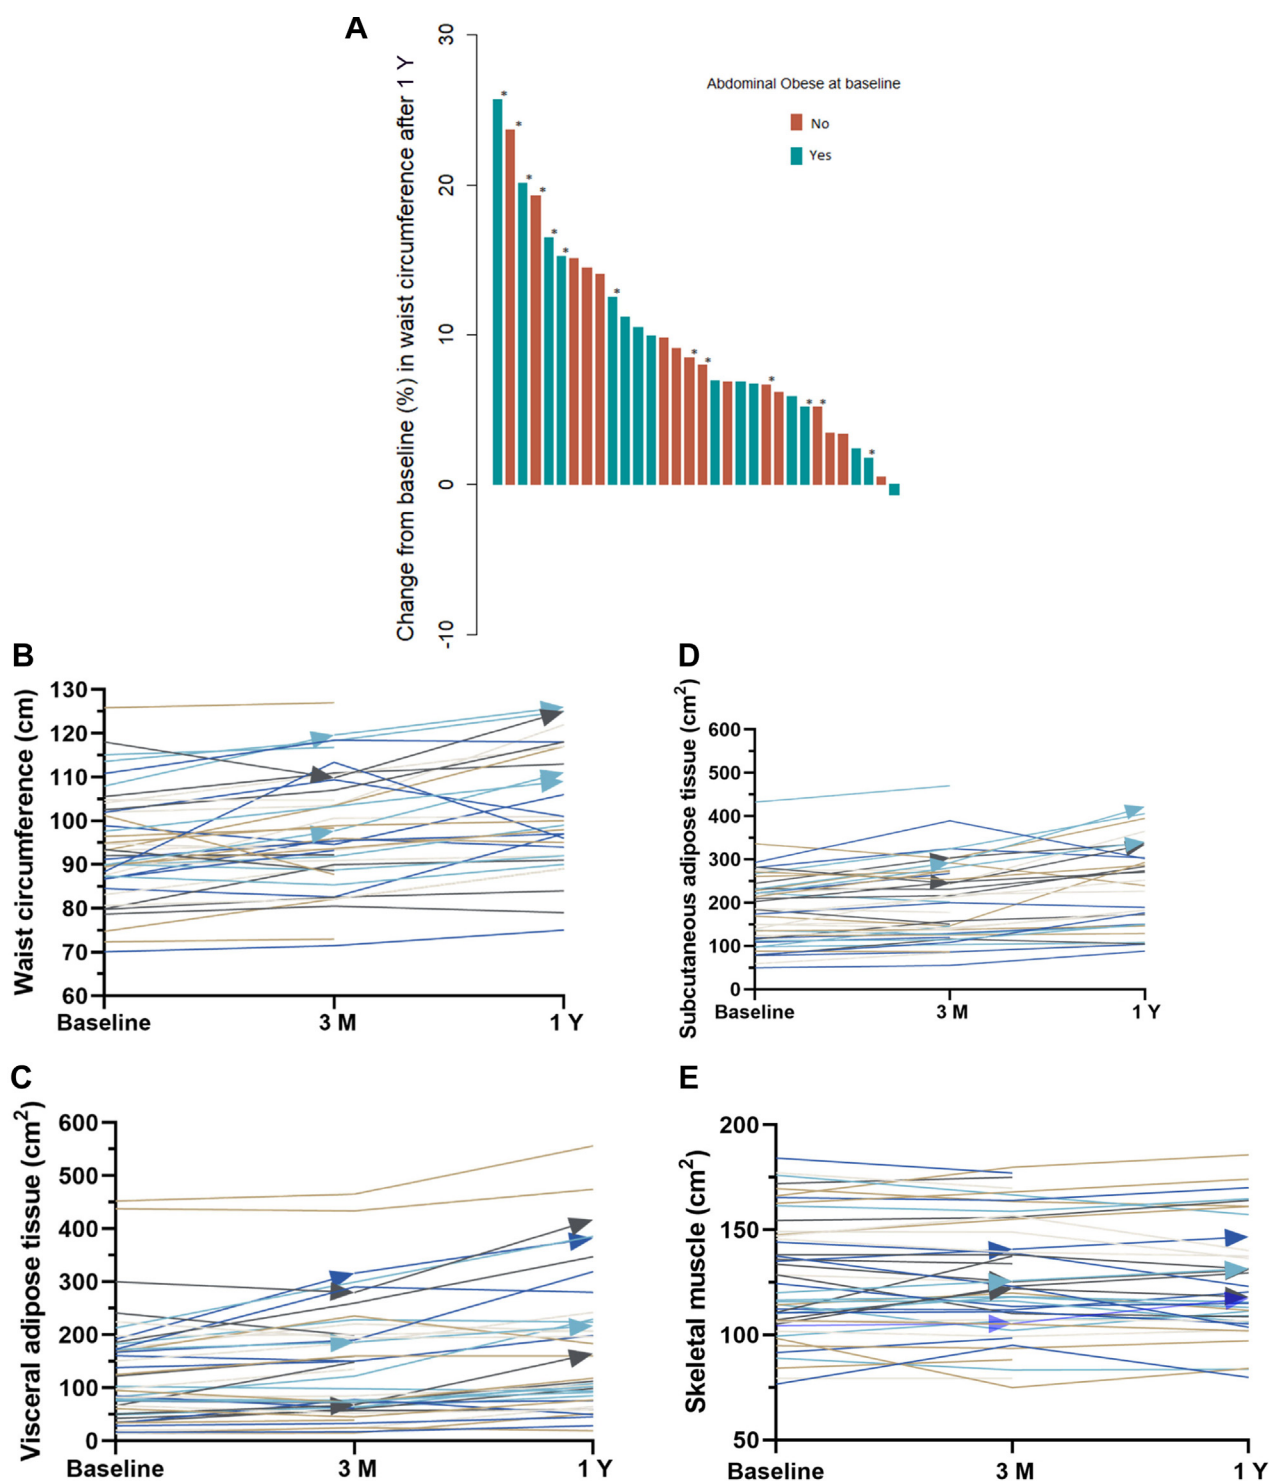 A
Change from baseline (%) in waist circumference after 1 Y
30
20
10
0
-10
Abdominal Obese at baseline
No
Yes
* * * * * * * * * * * * *
B
Waist circumference (cm)
130
120
110
100
90
80
70
60
Baseline 3 M 1 Y
D
Subcutaneous adipose tissue (cm²)
600
500
400
300
200
100
0
Baseline 3 M 1 Y
C
Visceral adipose tissue (cm²)
600
500
400
300
200
100
0
Baseline 3 M 1 Y
E
Skeletal muscle (cm²)
200
150
100
50
Baseline 3 M 1 Y